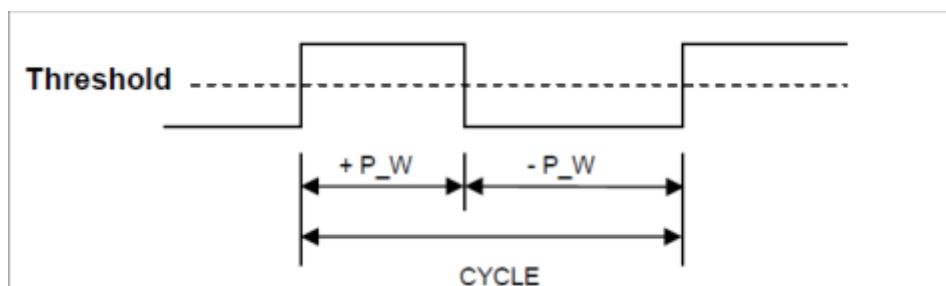 Threshold
+ P_W
- P_W
CYCLE